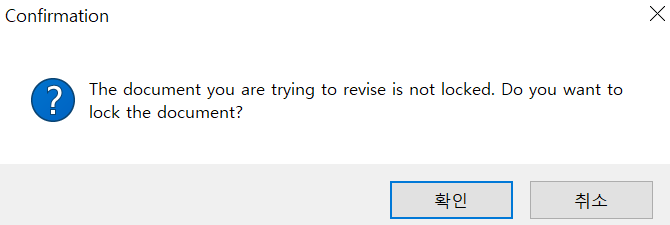 Confirmation
The document you are trying to revise is not locked. Do you want to
lock the document?
확인
취소